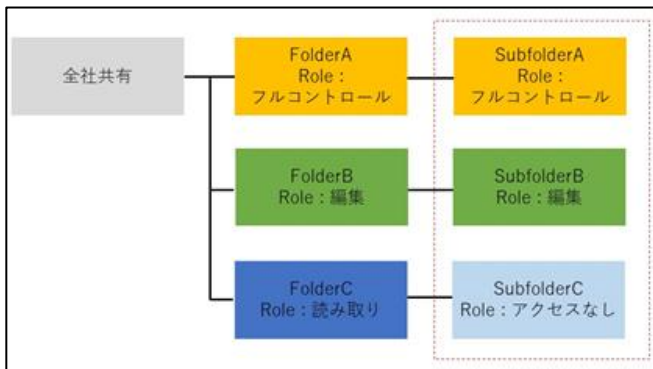 全社共有
FolderA
Role：
フルコントロール
SubfolderA
Role：
フルコントロール
FolderB
Role：編集
SubfolderB
Role：編集
FolderC
Role：読み取り
SubfolderC
Role：アクセスなし